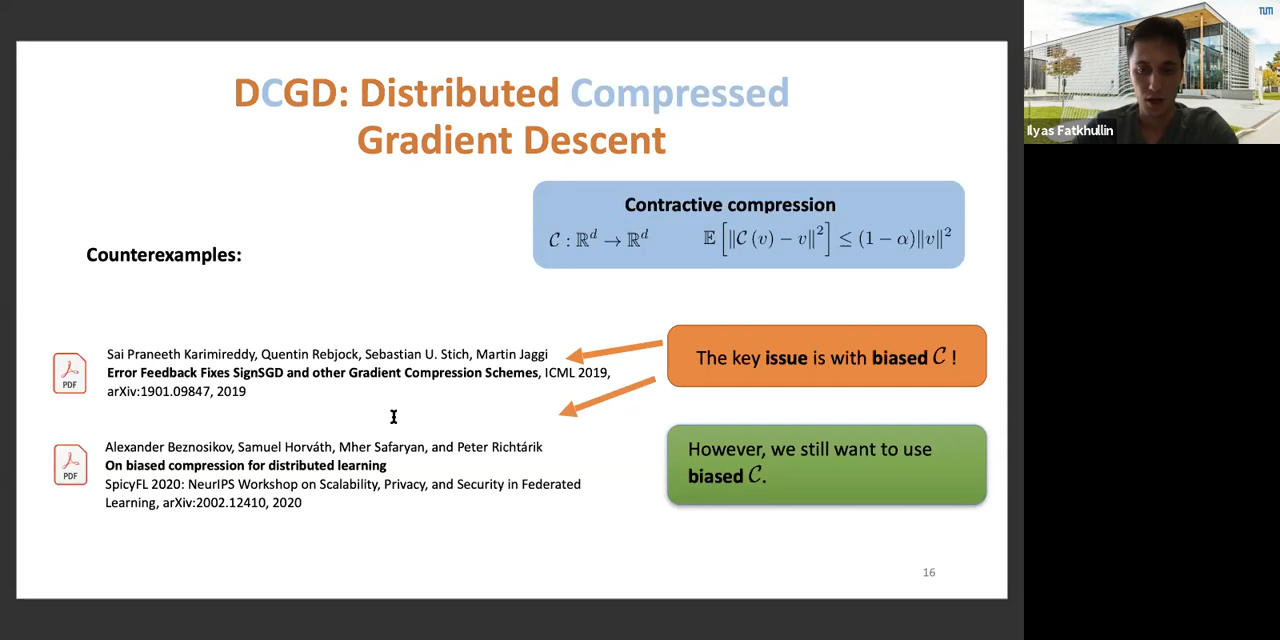 DCGD: Distributed Compressed
Gradient Descent
Contractive compression
𝒞 : ℝ^d → ℝ^d    𝔼[‖𝒞(v) − v‖²] ≤ (1 − α)‖v‖²
Counterexamples:
PDF
Sai Praneeth Karimireddy, Quentin Rebjock, Sebastian U. Stich, Martin Jaggi
Error Feedback Fixes SignSGD and other Gradient Compression Schemes, ICML 2019,
arXiv:1901.09847, 2019
The key issue is with biased 𝒞 !
PDF
Alexander Beznosikov, Samuel Horváth, Mher Safaryan, and Peter Richtárik
On biased compression for distributed learning
SpicyFL 2020: NeurIPS Workshop on Scalability, Privacy, and Security in Federated
Learning, arXiv:2002.12410, 2020
However, we still want to use
biased 𝒞.
16
TUM
Ilyas Fatkhullin